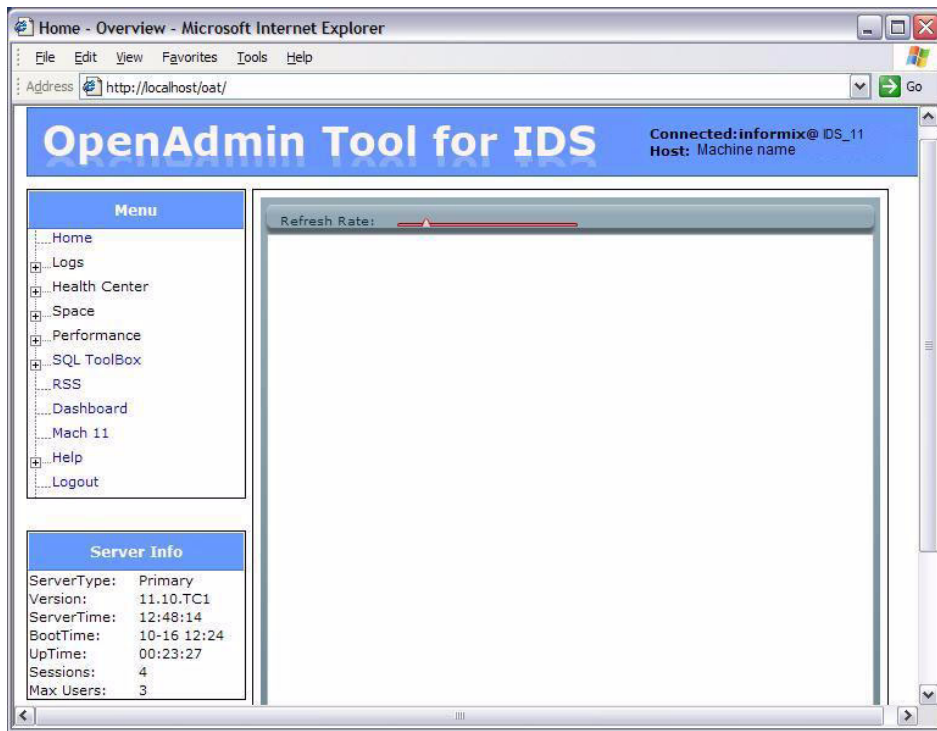 Home - Overview - Microsoft Internet Explorer
File Edit View Favorites Tools Help
Address http://localhost/oat/ Go
OpenAdmin Tool for IDS
Connected:informix@ IDS_11
Host: Machine name
Menu
Home
Logs
Health Center
Space
Performance
SQL ToolBox
RSS
Dashboard
Mach 11
Help
Logout
Refresh Rate:
Server Info
ServerType: Primary
Version: 11.10.TC1
ServerTime: 12:48:14
BootTime: 10-16 12:24
UpTime: 00:23:27
Sessions: 4
Max Users: 3